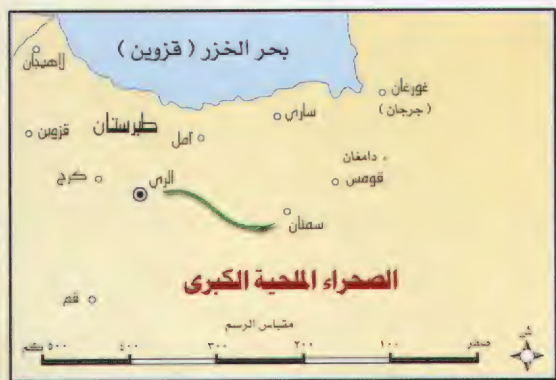 بحر الخزر ( قزوين )
لاهيجان
غورغان
( جرجان )
ساري
طبرستان
آمل
قزوين
دامغان
قومس
كرج
الري
سمنان
الصحراء الملحية الكبرى
قم
مقياس الرسم
صفر ١٠٠ ٢٠٠ ٣٠٠ ٤٠٠ ٥٠٠ كم